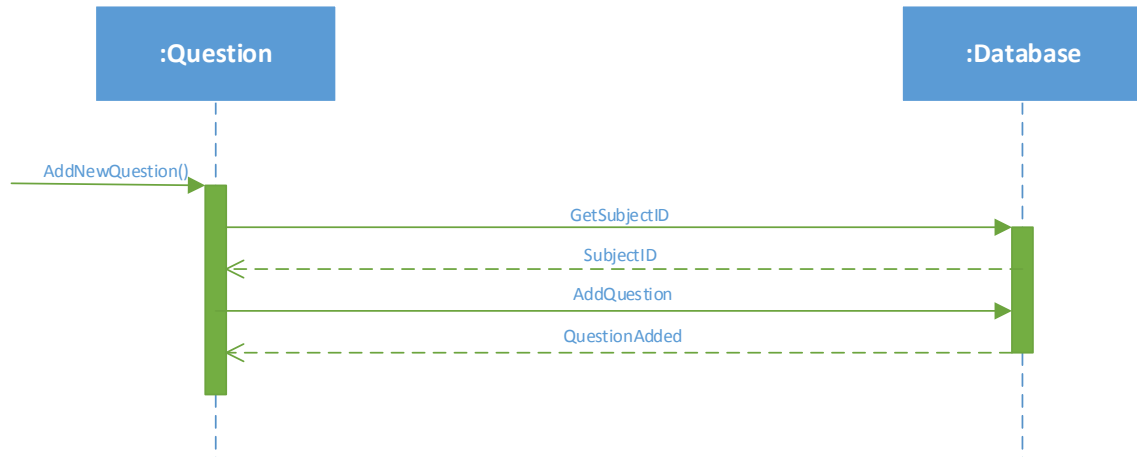 :Question
:Database
AddNewQuestion()
GetSubjectID
SubjectID
AddQuestion
QuestionAdded